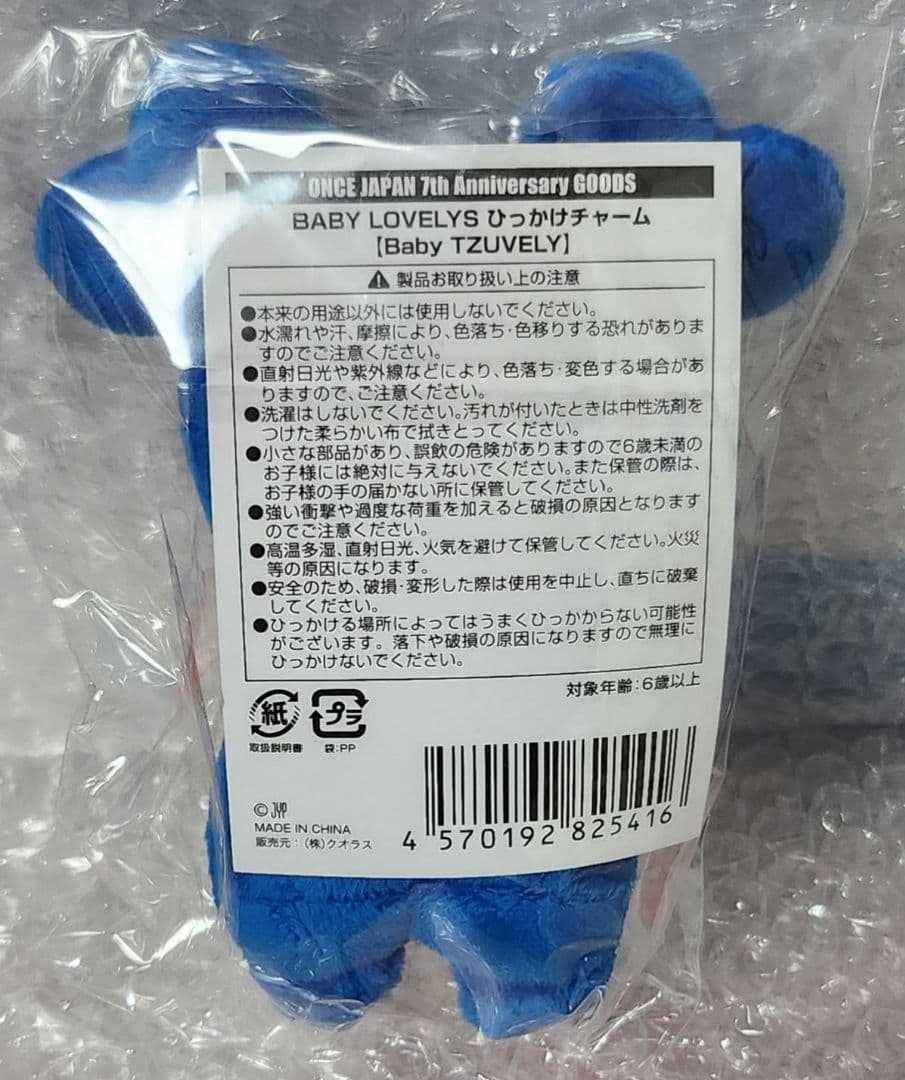 ONCE JAPAN 7th Anniversary GOODS
BABY LOVELYS ひっかけチャーム
【Baby TZUVELY】
製品お取り扱い上の注意
●本来の用途以外には使用しないでください。
●水濡れや汗、摩擦により、色落ち・色移りする恐れがありま
すのでご注意ください。
●直射日光や紫外線などにより、色落ち・変色する場合があ
りますので、ご注意ください。
●洗濯はしないでください。汚れが付いたときは中性洗剤を
つけた柔らかい布で拭きとってください。
●小さな部品があり、誤飲の危険がありますので6歳未満の
お子様には絶対に与えないでください。また保管の際は、
お子様の手の届かない所に保管してください。
●強い衝撃や過度な荷重を加えると破損の原因となります
のでご注意ください。
●高温多湿、直射日光、火気を避けて保管してください。火災
等の原因になります。
●安全のため、破損・変形した際は使用を中止し、直ちに破棄
してください。
●ひっかける場所によってはうまくひっかからない可能性
がございます。落下や破損の原因になりますので無理に
ひっかけないでください。
対象年齢:6歳以上
紙 プラ
取扱説明書 袋:PP
© JYP
MADE IN CHINA
販売元:(株)クオラス
4 570192 825416